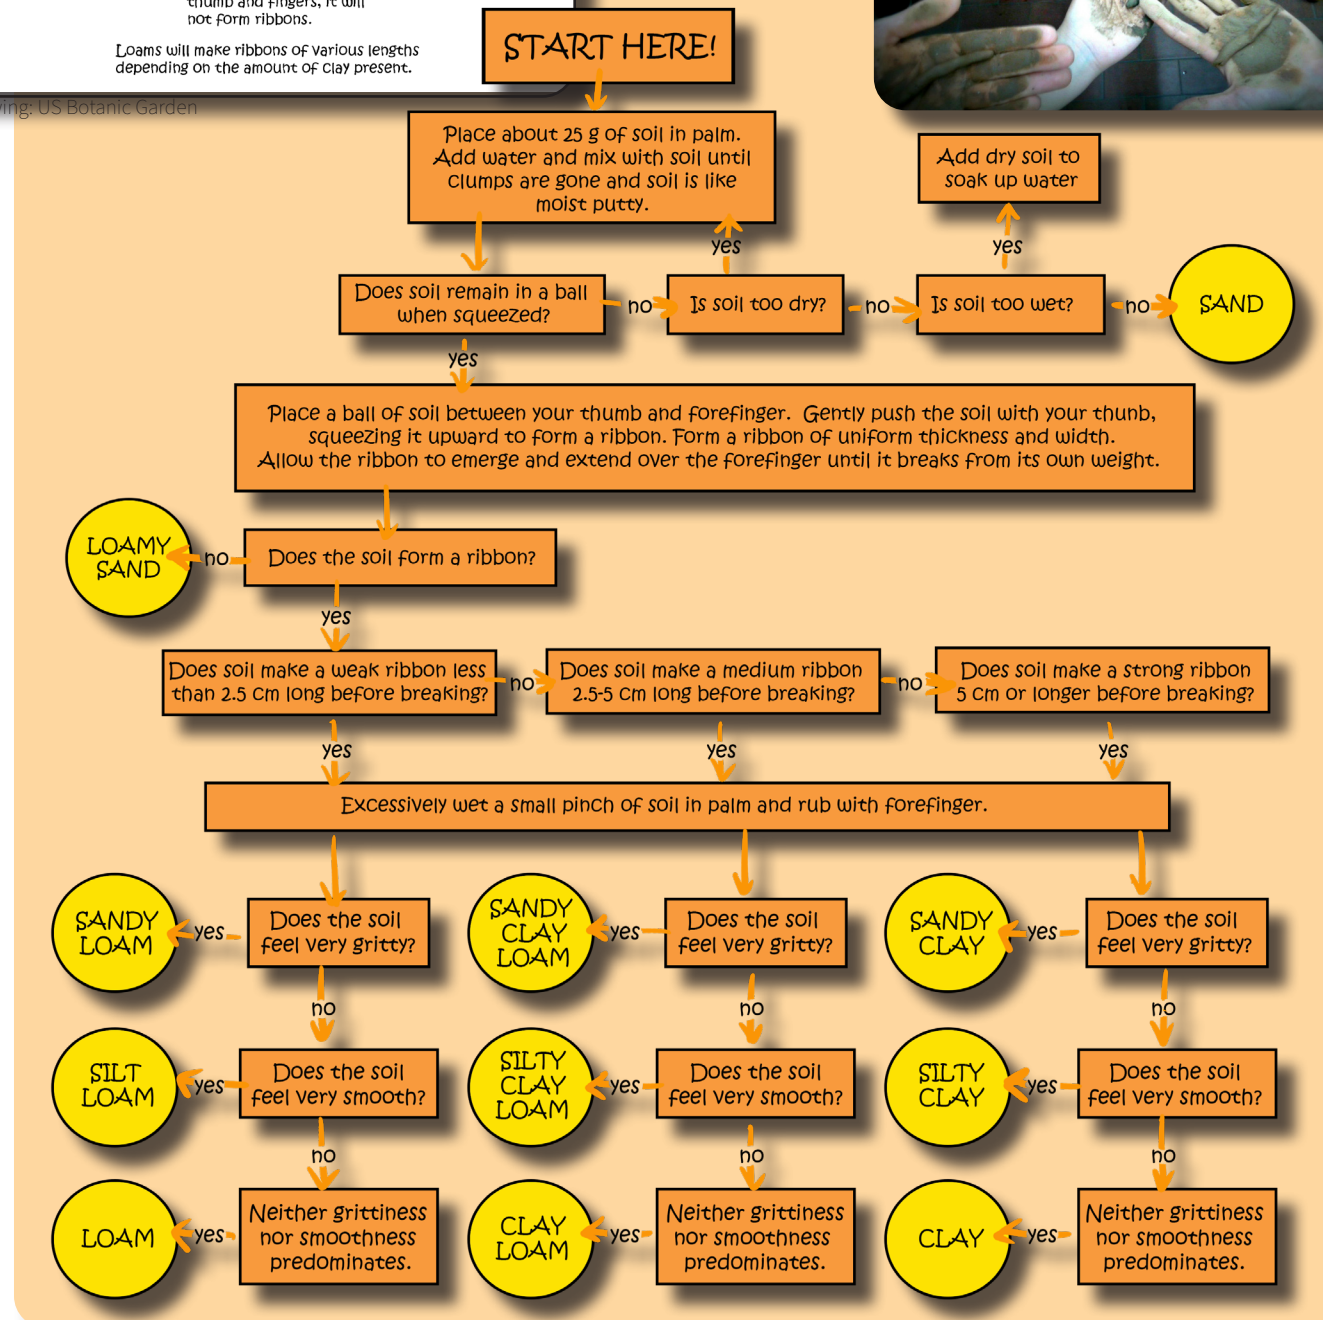 thumb and fingers, it will
not form ribbons.
Loams will make ribbons of various lengths
depending on the amount of clay present.
ing: US Botanic Garden
START HERE!
Place about 25 g of soil in palm.
Add water and mix with soil until
clumps are gone and soil is like
moist putty.
Add dry soil to
soak up water
yes
yes
Does soil remain in a ball
when squeezed?
no
Is soil too dry?
no
Is soil too wet?
no
SAND
yes
Place a ball of soil between your thumb and forefinger. Gently push the soil with your thunb,
squeezing it upward to form a ribbon. Form a ribbon of uniform thickness and width.
Allow the ribbon to emerge and extend over the forefinger until it breaks from its own weight.
LOAMY
SAND
no
Does the soil form a ribbon?
yes
Does soil make a weak ribbon less
than 2.5 cm long before breaking?
no
Does soil make a medium ribbon
2.5-5 cm long before breaking?
no
Does soil make a strong ribbon
5 cm or longer before breaking?
yes
yes
yes
Excessively wet a small pinch of soil in palm and rub with forefinger.
SANDY
LOAM
yes
Does the soil
feel very gritty?
SANDY
CLAY
LOAM
yes
Does the soil
feel very gritty?
SANDY
CLAY
yes
Does the soil
feel very gritty?
no
no
no
SILT
LOAM
yes
Does the soil
feel very smooth?
SILTY
CLAY
LOAM
yes
Does the soil
feel very smooth?
SILTY
CLAY
yes
Does the soil
feel very smooth?
no
no
no
LOAM
yes
Neither grittiness
nor smoothness
predominates.
CLAY
LOAM
yes
Neither grittiness
nor smoothness
predominates.
CLAY
yes
Neither grittiness
nor smoothness
predominates.